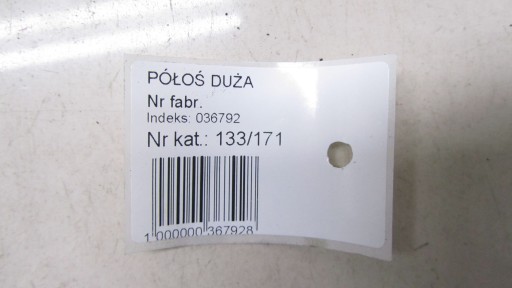 PÓŁOŚ DUŻA
Nr fabr.
Indeks: 036792
Nr kat.: 133/171
1 000000 367928